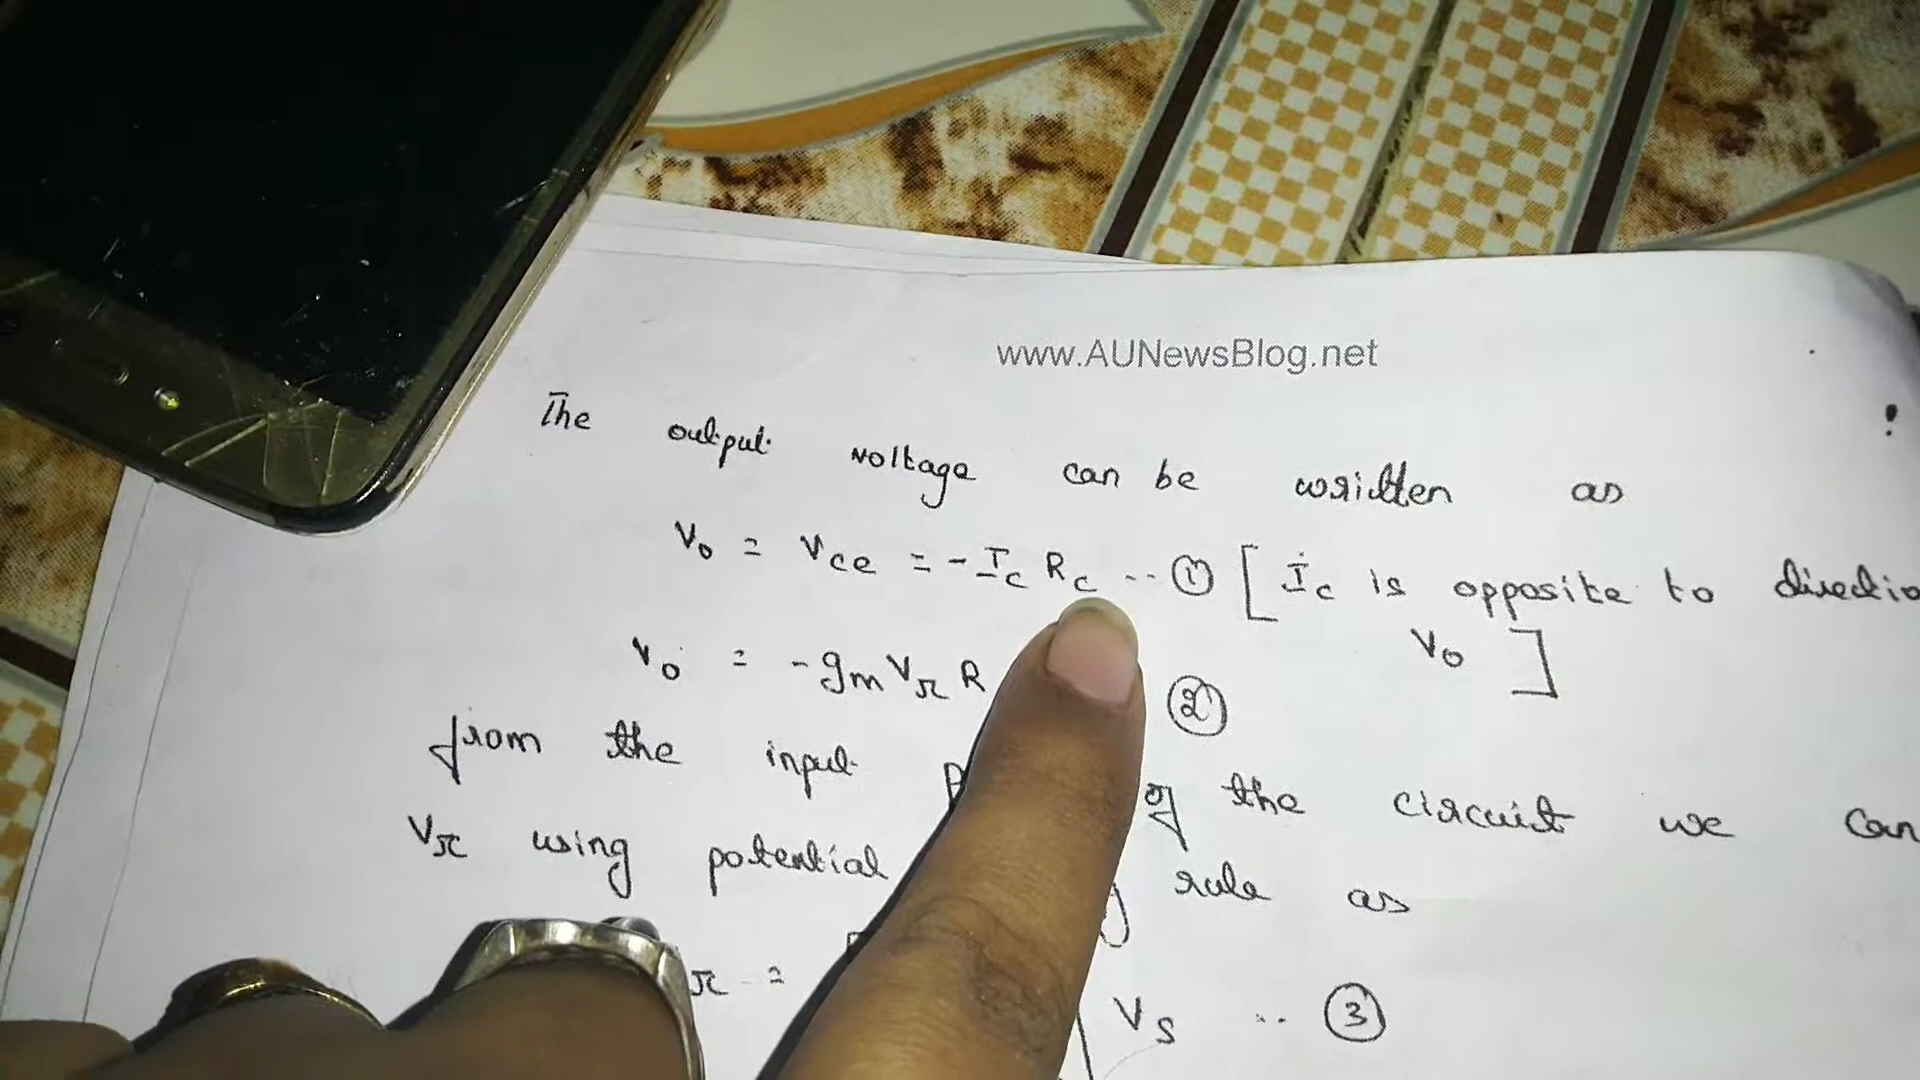 www.AUNewsBlog.net
The output voltage can be written as
V₀ = Vce = -Ic Rc -- ① [Ic is opposite to
V₀]
V₀ = -gm Vπ R ②
from the input of the circuit we can
Vπ using potential rule as
π = Vs .. ③